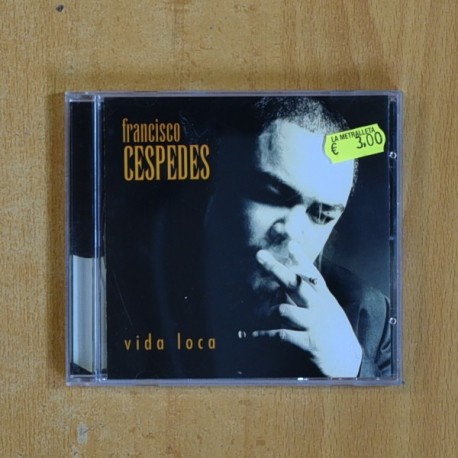 francisco
CESPEDES
LA METRALLETA
€ 3.00
vida loca